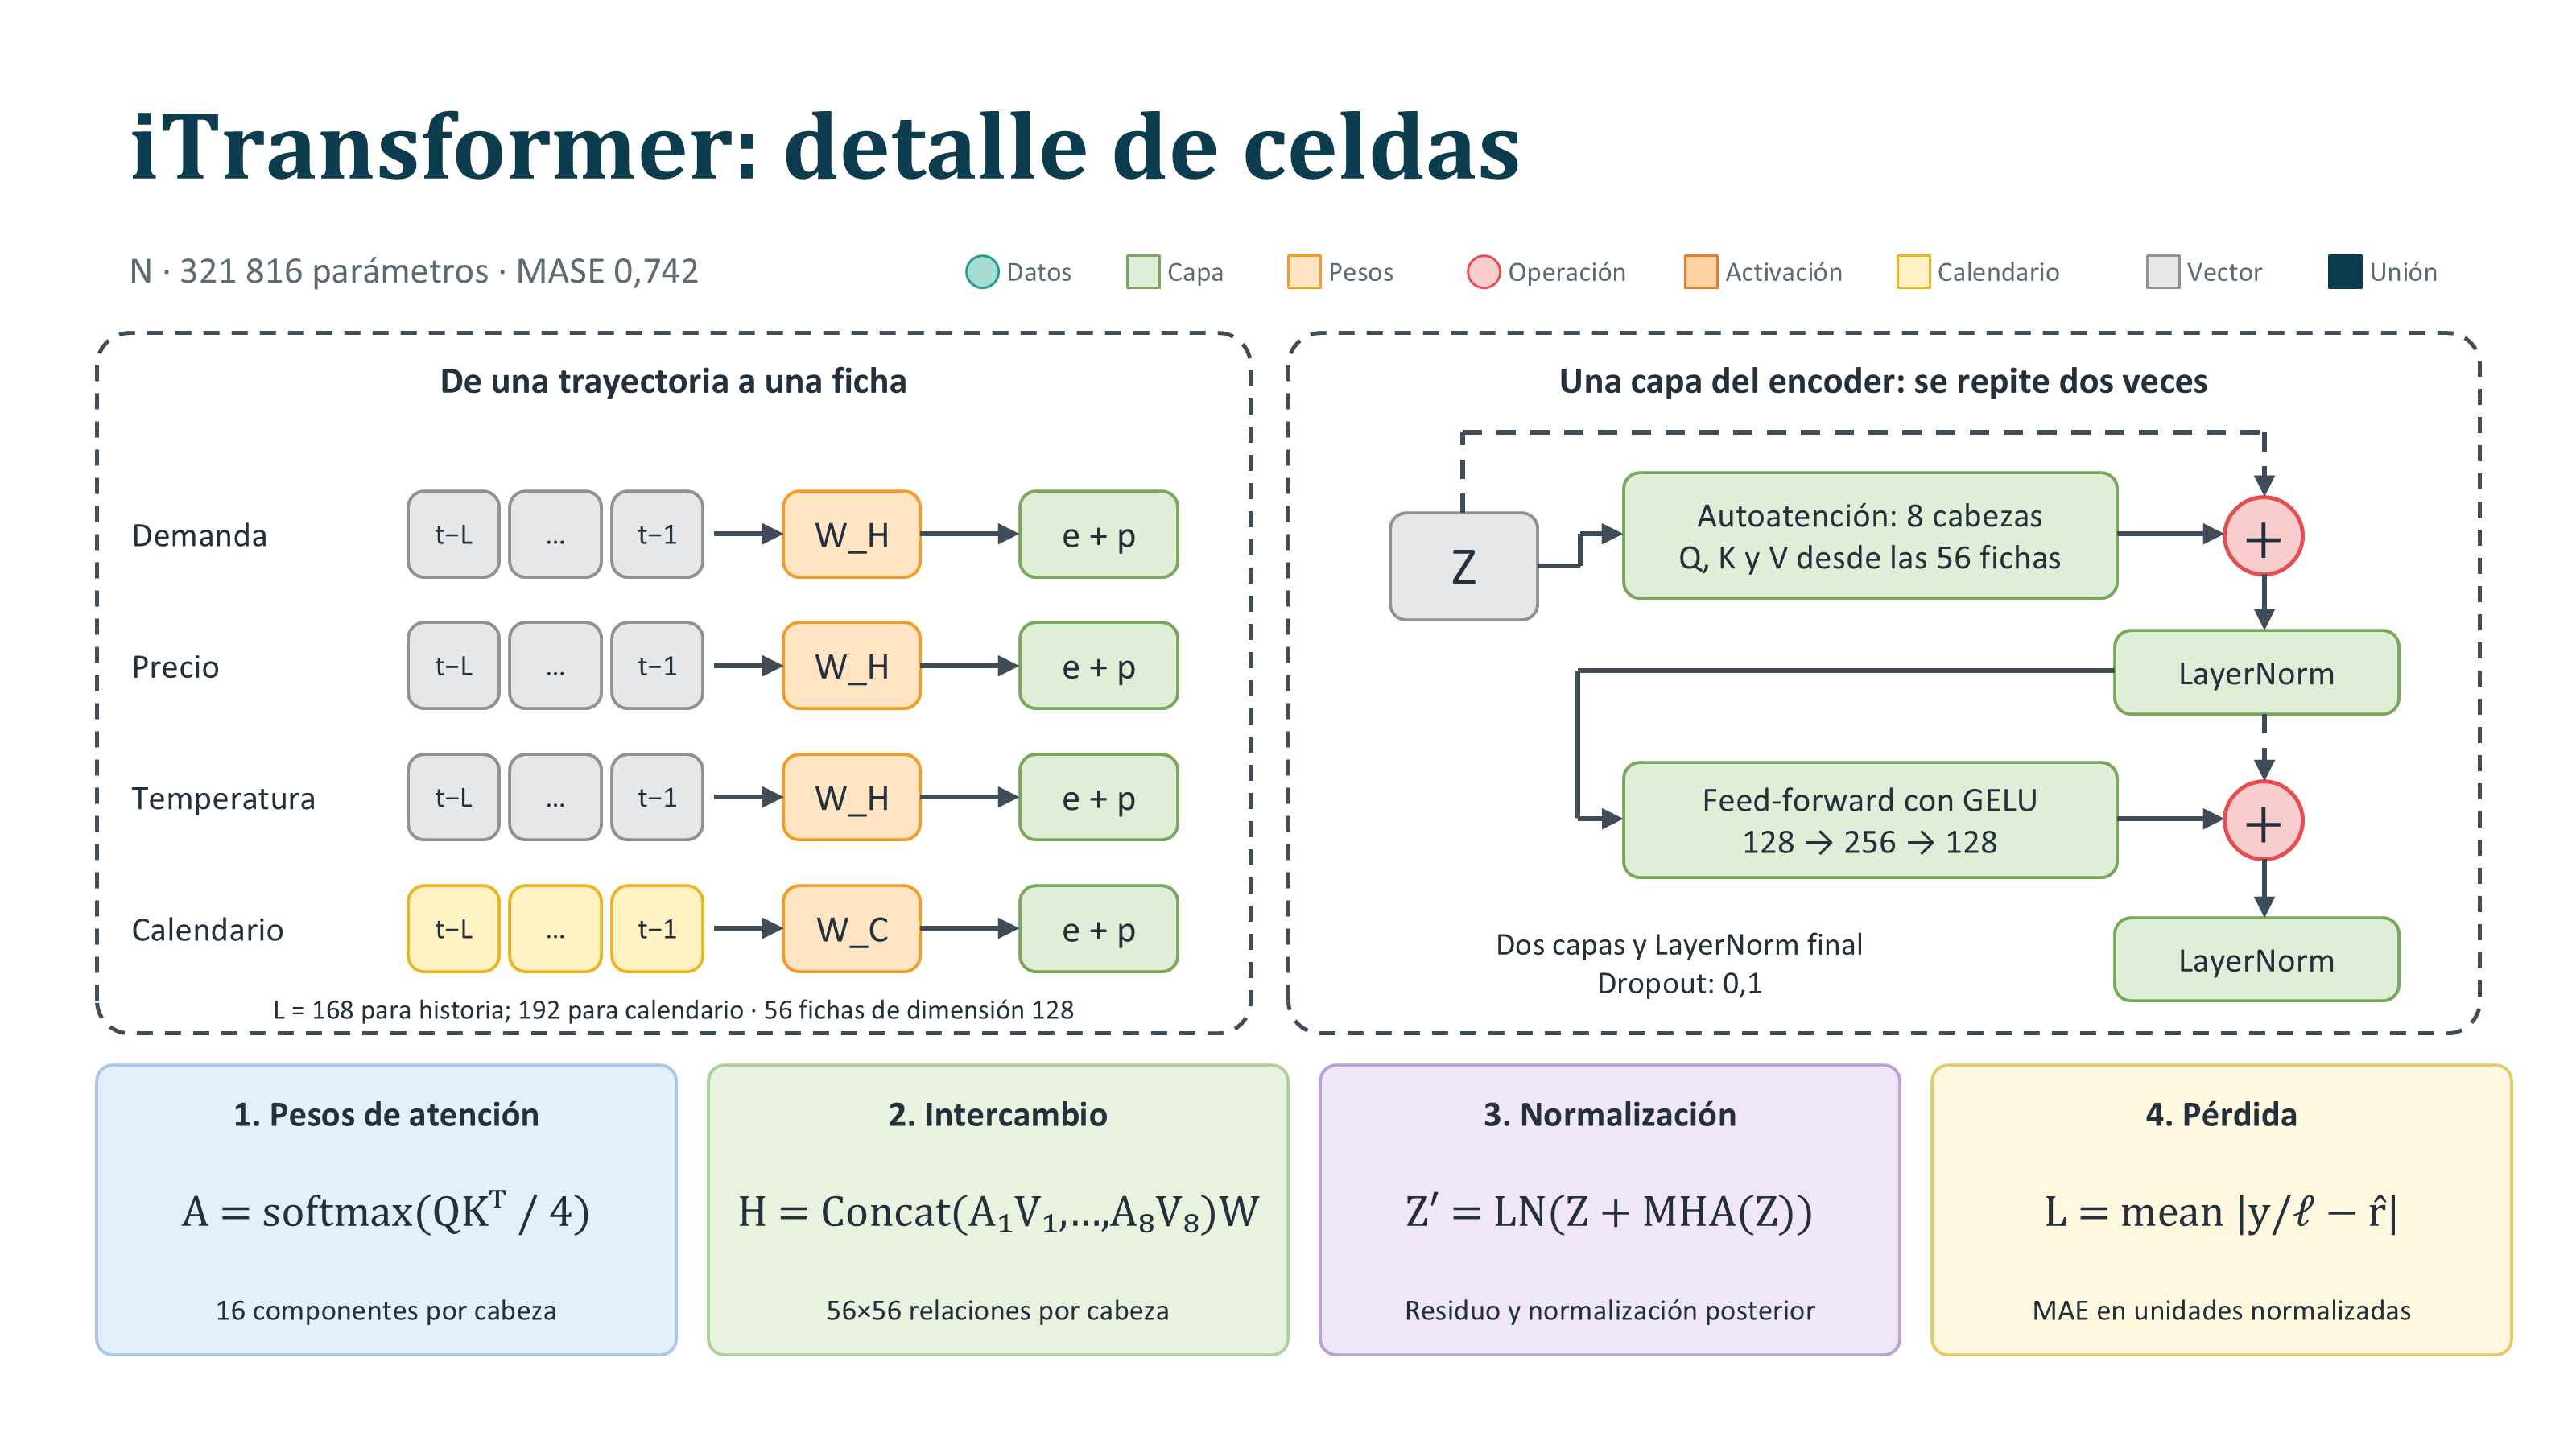 iTransformer: detalle de celdas
N · 321 816 parámetros · MASE 0,742
Datos
Capa
Pesos
Operación
Activación
Calendario
Vector
Unión
De una trayectoria a una ficha
Demanda
t−L
...
t−1
W_H
e + p
Precio
t−L
...
t−1
W_H
e + p
Temperatura
t−L
...
t−1
W_H
e + p
Calendario
t−L
...
t−1
W_C
e + p
L = 168 para historia; 192 para calendario · 56 fichas de dimensión 128
Una capa del encoder: se repite dos veces
Z
Autoatención: 8 cabezas
Q, K y V desde las 56 fichas
+
LayerNorm
Feed-forward con GELU
128 → 256 → 128
+
LayerNorm
Dos capas y LayerNorm final
Dropout: 0,1
1. Pesos de atención
A = softmax(QKᵀ / 4)
16 componentes por cabeza
2. Intercambio
H = Concat(A₁V₁,...,A₈V₈)W
56×56 relaciones por cabeza
3. Normalización
Z′ = LN(Z + MHA(Z))
Residuo y normalización posterior
4. Pérdida
L = mean |y/ℓ − r̂|
MAE en unidades normalizadas